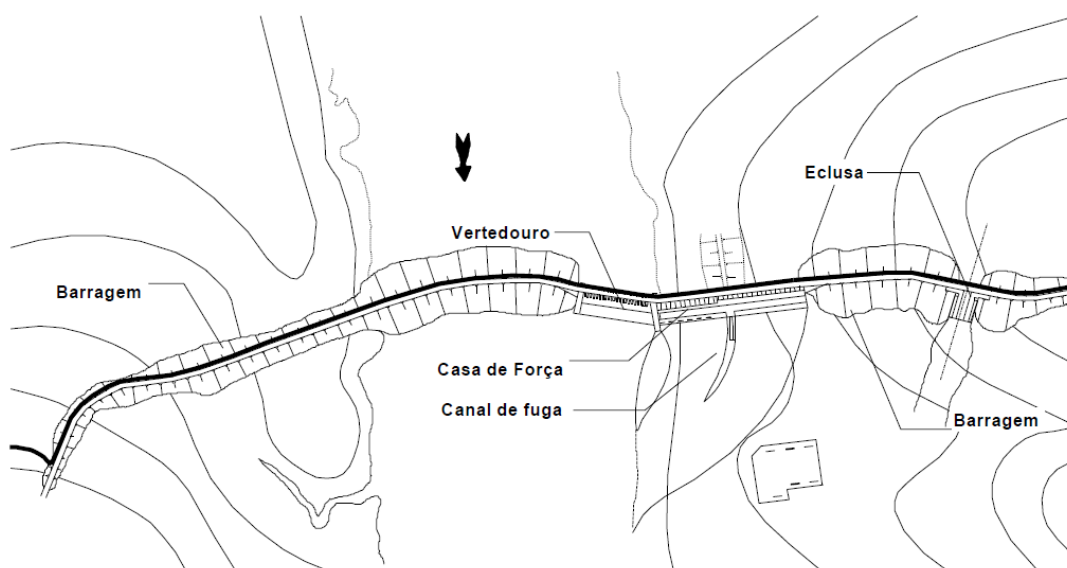 Eclusa
Vertedouro
Barragem
Casa de Força
Canal de fuga
Barragem